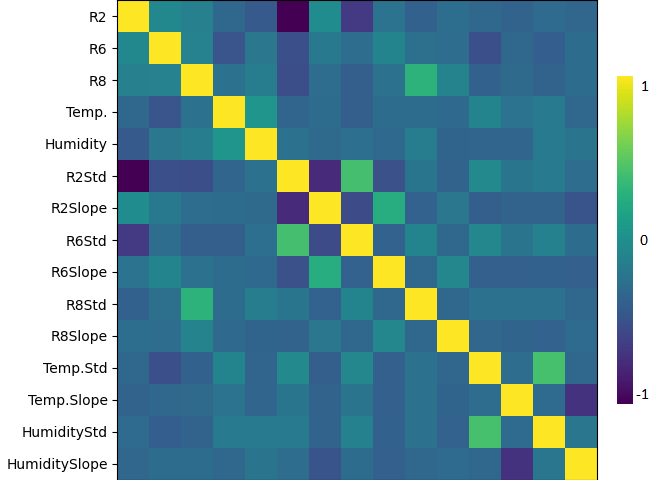 R2
R6
R8
Temp.
Humidity
R2Std
R2Slope
R6Std
R6Slope
R8Std
R8Slope
Temp.Std
Temp.Slope
HumidityStd
HumiditySlope
1
0
-1